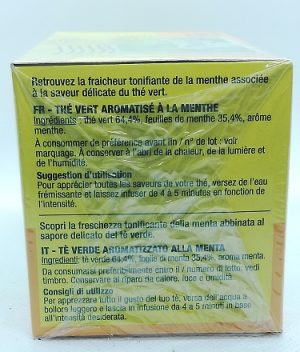 Retrouvez la fraicheur tonifiante de la menthe associée
à la saveur délicate du thé vert.
FR - THÉ VERT AROMATISÉ À LA MENTHE
Ingrédients : thé vert 64,4%, feuilles de menthe 35,4%, arôme
menthe.
À consommer de préférence avant fin / n° de lot : voir
marquage. À conserver à l'abri de la chaleur, de la lumière et
de l'humidité.
Suggestion d'utilisation
Pour apprécier toutes les saveurs de votre thé, versez de l'eau
frémissante et laissez infuser de 4 à 5 minutes en fonction de
l'intensité.
Scopri la freschezza tonificante della menta abbinata al
sapore delicato del tè verde.
IT - TÈ VERDE AROMATIZZATO ALLA MENTA
Ingredienti: tè verde 64,4%, foglie di menta 35,4%, aroma menta.
Da consumarsi preferibilmente entro il / numero di lotto: vedi
timbro. Conservare al riparo da calore, luce e umidità.
Consigli di utilizo
Per apprezzare tutto il gusto del tuo tè, versa dell'acqua a
bollore leggero e lascia in infusione da 4 a 5 minuti in base
all'intensità desiderata.